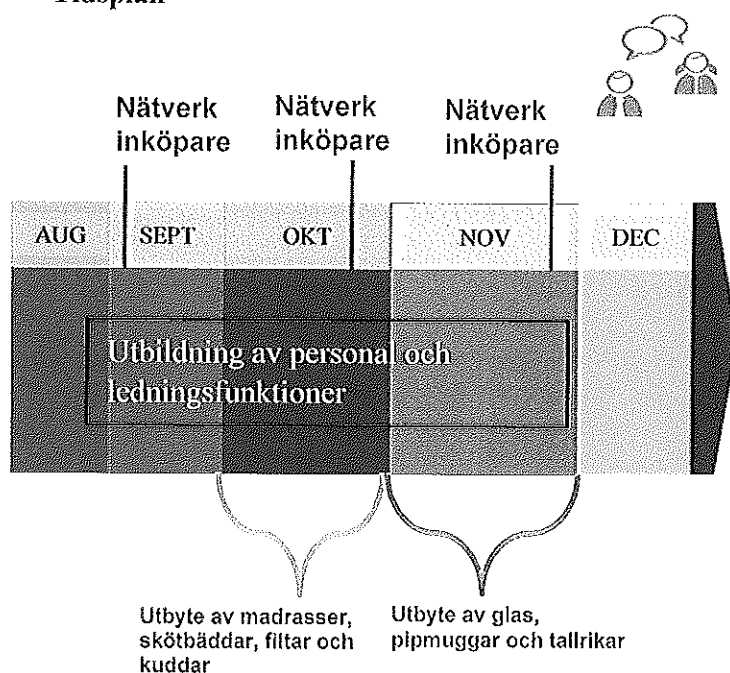 Tidsplan
Nätverk
inköpare
Nätverk
inköpare
Nätverk
inköpare
AUG
SEPT
OKT
NOV
DEC
Utbildning av personal och
ledningsfunktioner
Utbyte av madrasser,
skötbäddar, filtar och
kuddar
Utbyte av glas,
pipmuggar och tallrikar